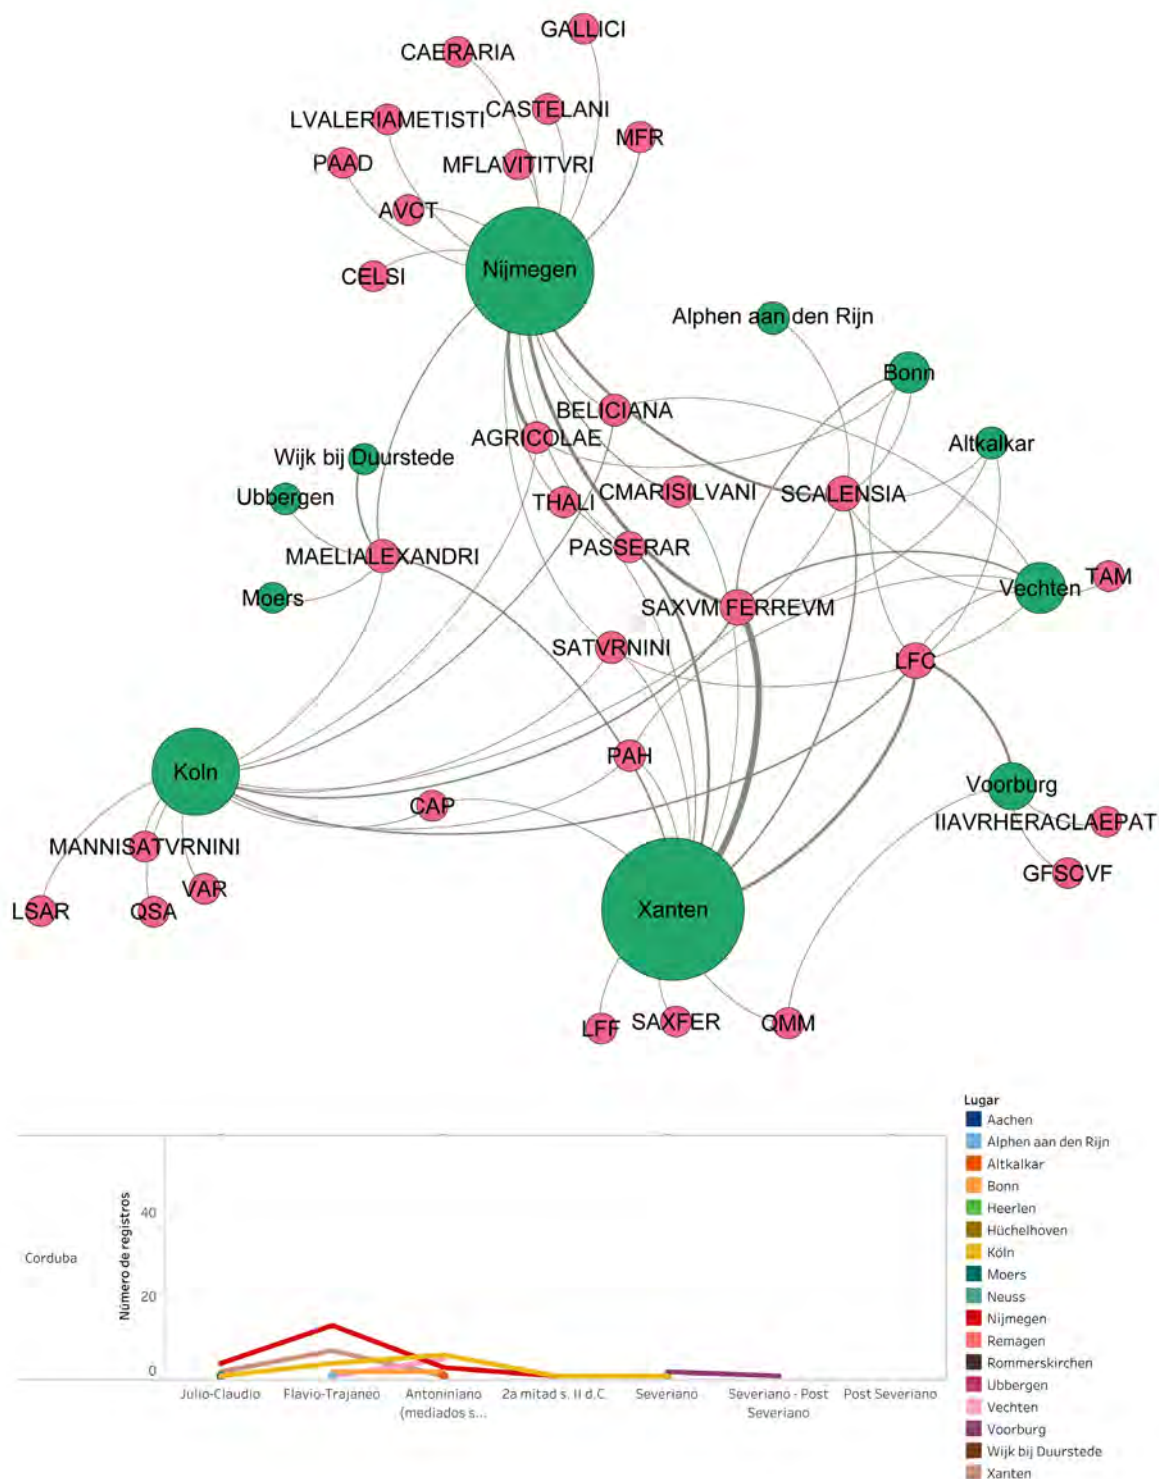 GALLICI
CAERARIA
CASTELANI
LVALERIAMETISTI
MFR
MFLAVITITVRI
PAAD
AVCT
CELSI
Nijmegen
Alphen aan den Rijn
Bonn
BELICIANA
AGRICOLAE
Altkalkar
Wijk bij Duurstede
Ubbergen
THALI
CMARISILVANI
SCALENSIA
PASSERAR
MAELIALEXANDRI
Moers
SAXVM FERREVM
Vechten
TAM
SATVRNINI
LFC
PAH
Koln
Voorburg
CAP
IIAVRHERACLAEPAT
MANNISATVRNINI
GFSCVF
VAR
LSAR
QSA
Xanten
LFF
SAXFER
QMM
Lugar
Aachen
Alphen aan den Rijn
Altkalkar
Bonn
Heerlen
Hüchelhoven
Köln
Moers
Neuss
Nijmegen
Remagen
Rommerskirchen
Ubbergen
Vechten
Voorburg
Wijk bij Duurstede
Xanten
Corduba
Número de registros
40
20
0
Julio-Claudio
Flavio-Trajaneo
Antoniniano
(mediados s...
2a mitad s. II d.C.
Severiano
Severiano - Post
Severiano
Post Severiano